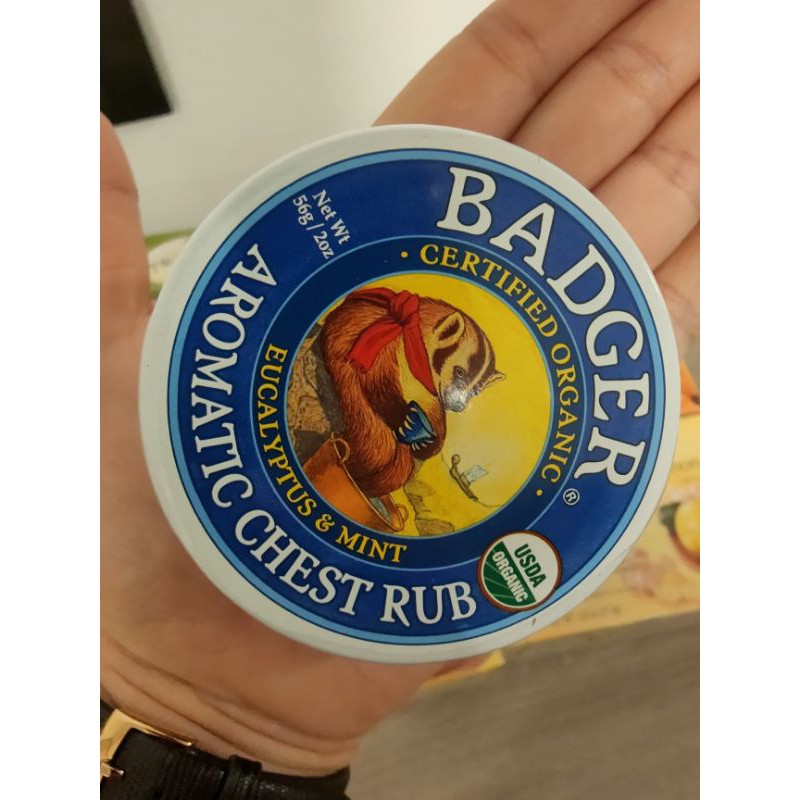 BADGER®
• CERTIFIED ORGANIC •
EUCALYPTUS & MINT
AROMATIC CHEST RUB
Net Wt
56g / 2oz
USDA
ORGANIC